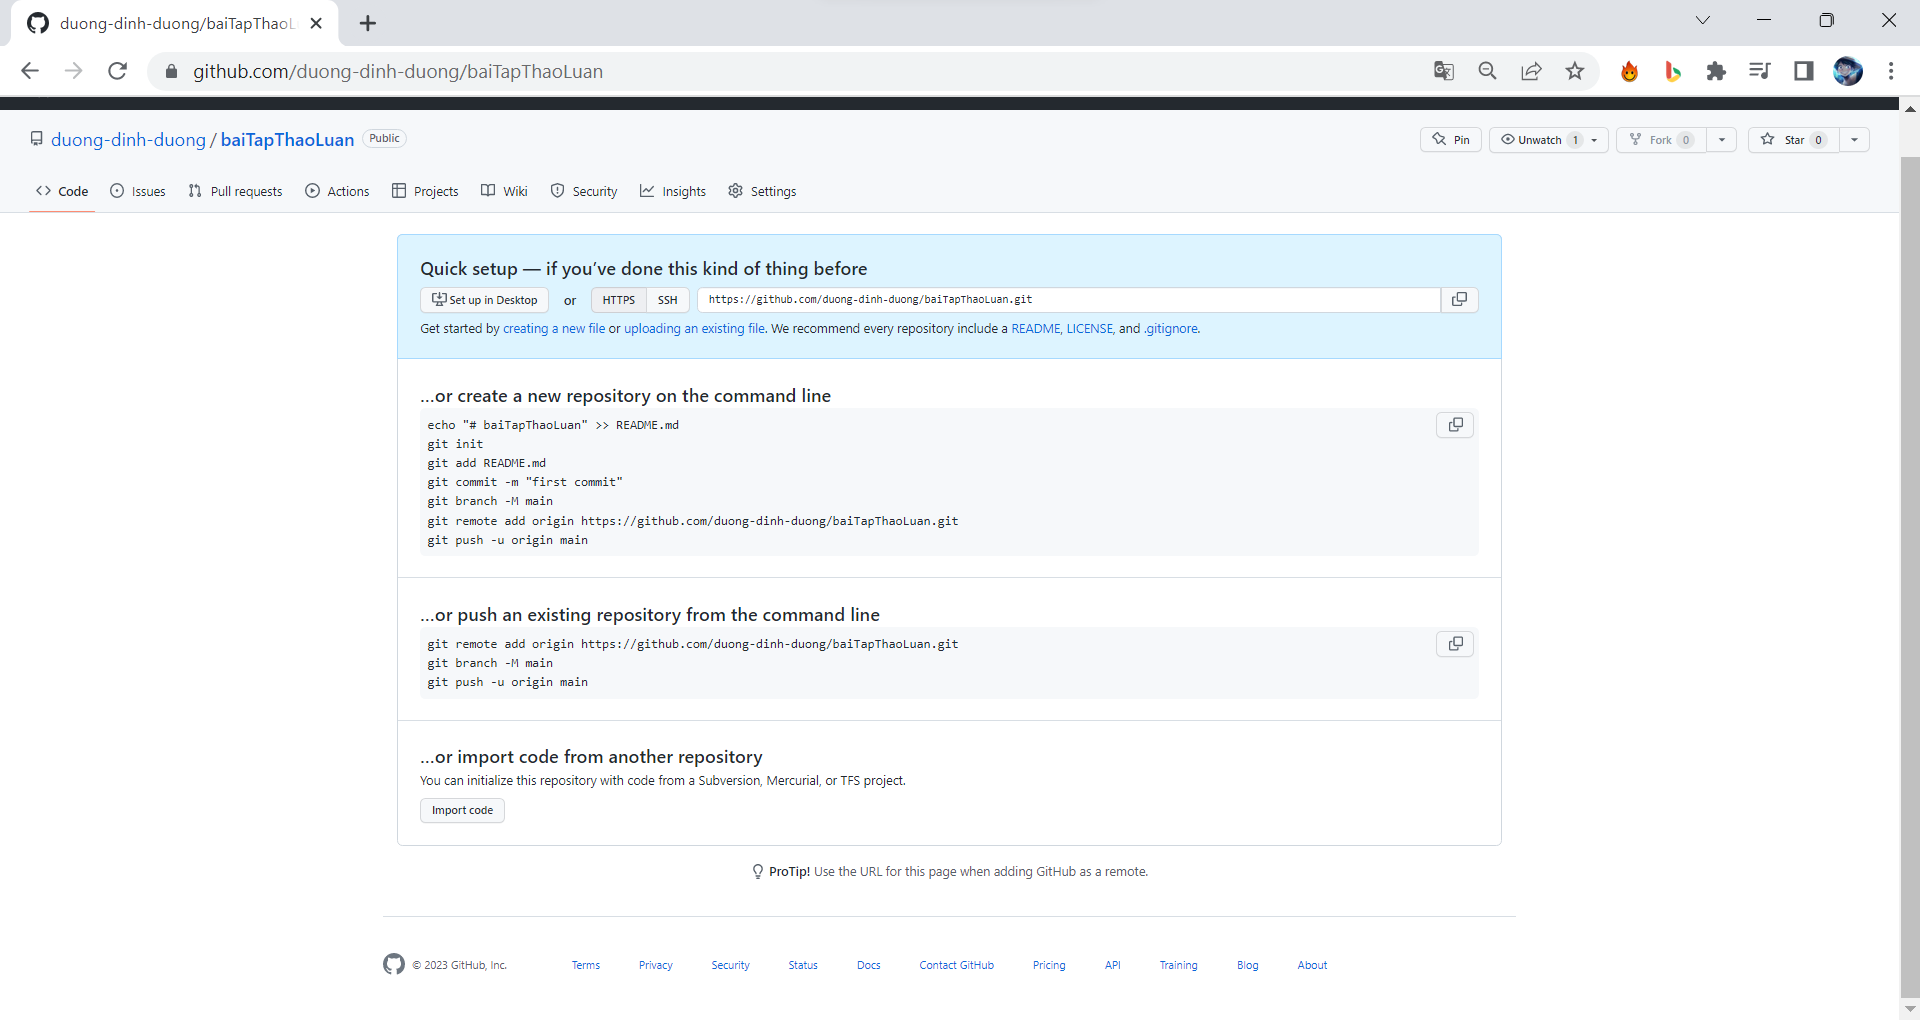 duong-dinh-duong/baiTapThaoL
github.com/duong-dinh-duong/baiTapThaoLuan
duong-dinh-duong / baiTapThaoLuan Public
Pin Unwatch 1 Fork 0 Star 0
Code Issues Pull requests Actions Projects Wiki Security Insights Settings
Quick setup — if you’ve done this kind of thing before
Set up in Desktop or HTTPS SSH https://github.com/duong-dinh-duong/baiTapThaoLuan.git
Get started by creating a new file or uploading an existing file. We recommend every repository include a README, LICENSE, and .gitignore.
…or create a new repository on the command line
echo "# baiTapThaoLuan" >> README.md
git init
git add README.md
git commit -m "first commit"
git branch -M main
git remote add origin https://github.com/duong-dinh-duong/baiTapThaoLuan.git
git push -u origin main
…or push an existing repository from the command line
git remote add origin https://github.com/duong-dinh-duong/baiTapThaoLuan.git
git branch -M main
git push -u origin main
…or import code from another repository
You can initialize this repository with code from a Subversion, Mercurial, or TFS project.
Import code
ProTip! Use the URL for this page when adding GitHub as a remote.
© 2023 GitHub, Inc. Terms Privacy Security Status Docs Contact GitHub Pricing API Training Blog About